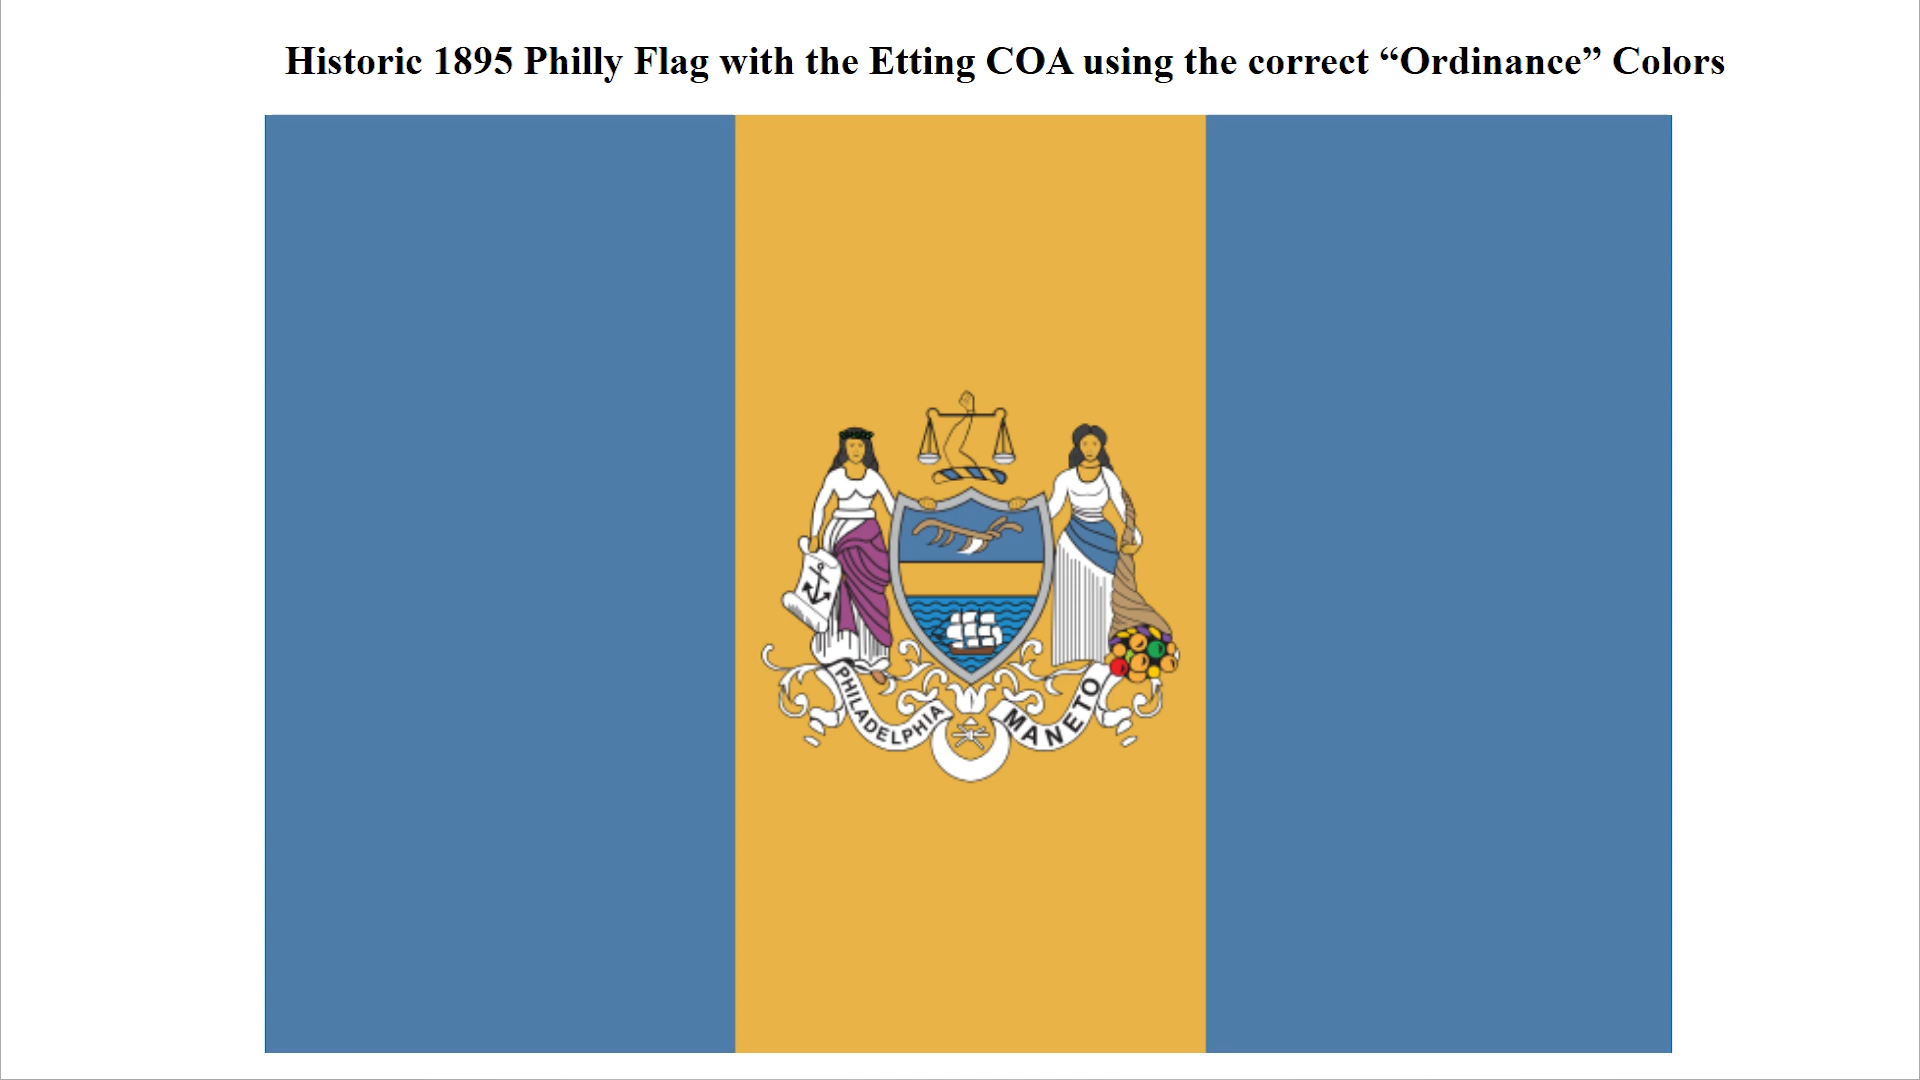 Historic 1895 Philly Flag with the Etting COA using the correct “Ordinance” Colors
PHILADELPHIA
MANETO